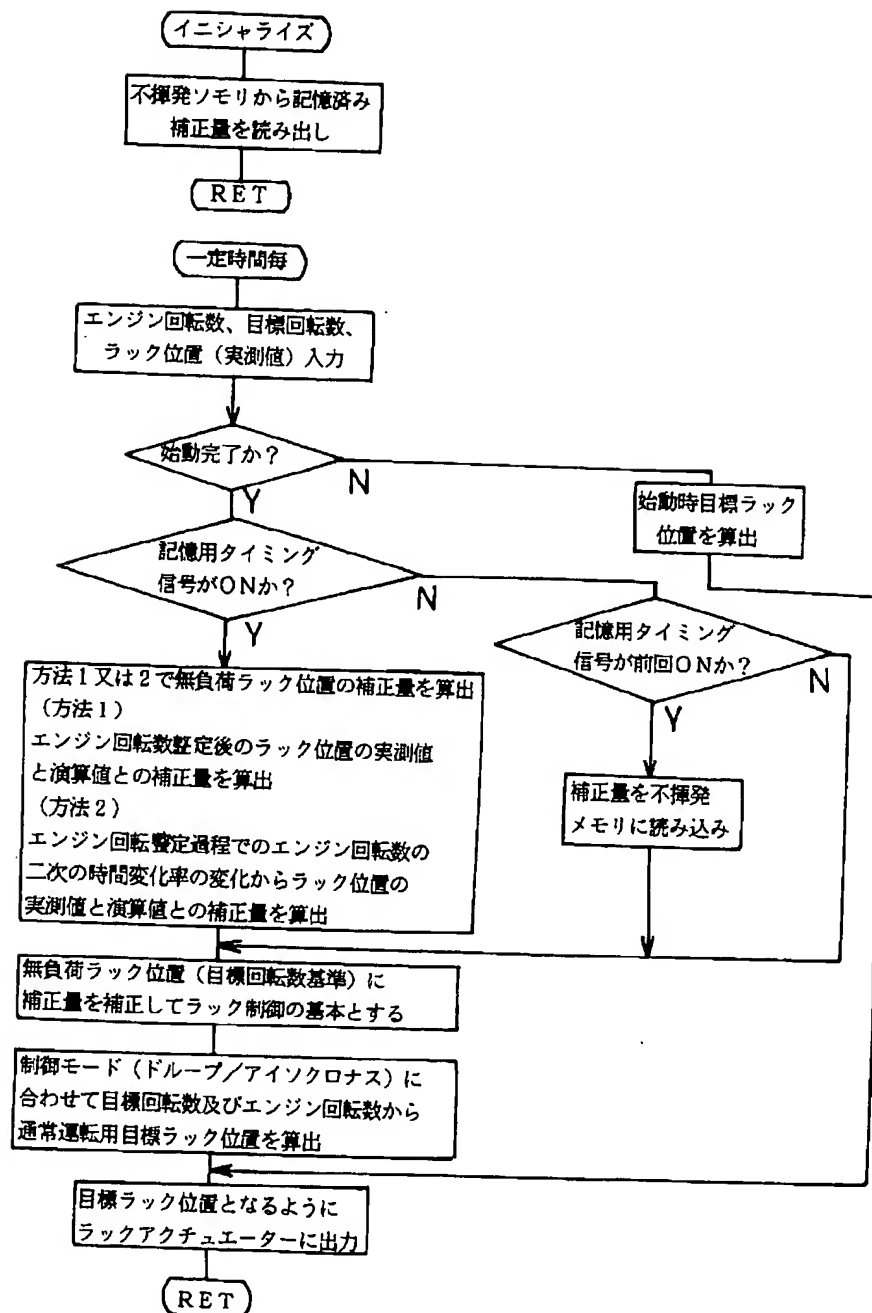 イニシャライズ
不揮発ソモリから記憶済み
補正量を読み出し
RET
一定時間毎
エンジン回転数、目標回転数、
ラック位置（実測値）入力
始動完了か？
N
Y
始動時目標ラック
位置を算出
記憶用タイミング
信号がONか？
N
Y
記憶用タイミング
信号が前回ONか？
N
Y
方法1又は2で無負荷ラック位置の補正量を算出
（方法1）
エンジン回転数整定後のラック位置の実測値
と演算値との補正量を算出
（方法2）
エンジン回転整定過程でのエンジン回転数の
二次の時間変化率の変化からラック位置の
実測値と演算値との補正量を算出
補正量を不揮発
メモリに読み込み
無負荷ラック位置（目標回転数基準）に
補正量を補正してラック制御の基本とする
制御モード（ドループ／アイソクロナス）に
合わせて目標回転数及びエンジン回転数から
通常運転用目標ラック位置を算出
目標ラック位置となるように
ラックアクチュエーターに出力
RET